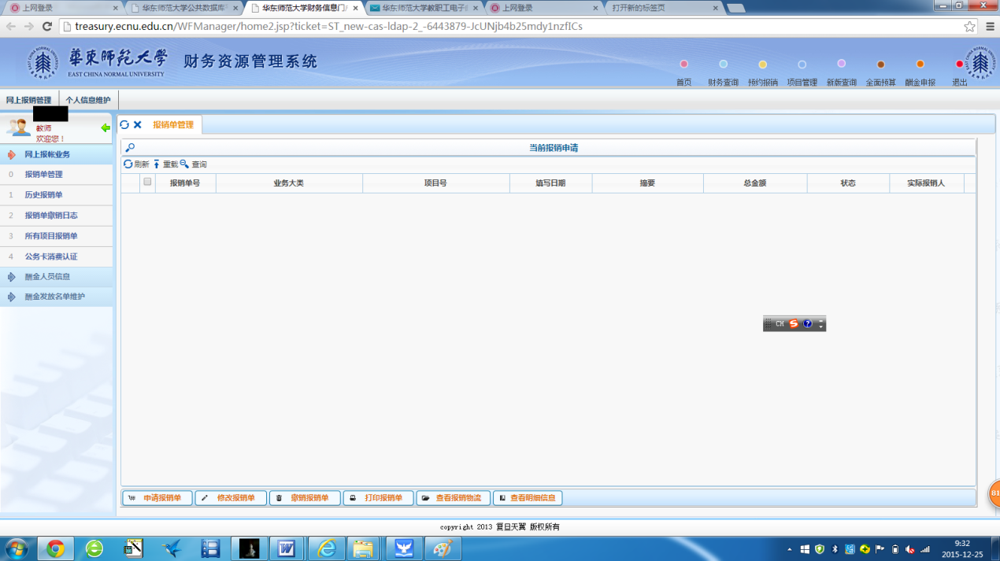 上网登录
华东师范大学公共数据库
华东师范大学财务信息门户
华东师范大学教职工电子
上网登录
打开新的标签页
treasury.ecnu.edu.cn/WFManager/home2.jsp?ticket=ST_new-cas-ldap-2_-6443879-JcUNjb4b25mdy1nzfICs
華東師范大学
EAST CHINA NORMAL UNIVERSITY
财务资源管理系统
首页 财务查询 预约报销 项目管理 新版查询 全面预算 酬金申报 退出
网上报销管理 个人信息维护
教师
欢迎您！
报销单管理
网上报帐业务
0 报销单管理
1 历史报销单
2 报销单撤销日志
3 所有项目报销单
4 公务卡消费认证
酬金人员信息
酬金发放名单维护
当前报销申请
刷新 重载 查询
报销单号 业务大类 项目号 填写日期 摘要 总金额 状态 实际报销人
CH
81
申请报销单 修改报销单 撤销报销单 打印报销单 查看报销物流 查看明细信息
copyright 2013 复旦天翼 版权所有
9:32
2015-12-25